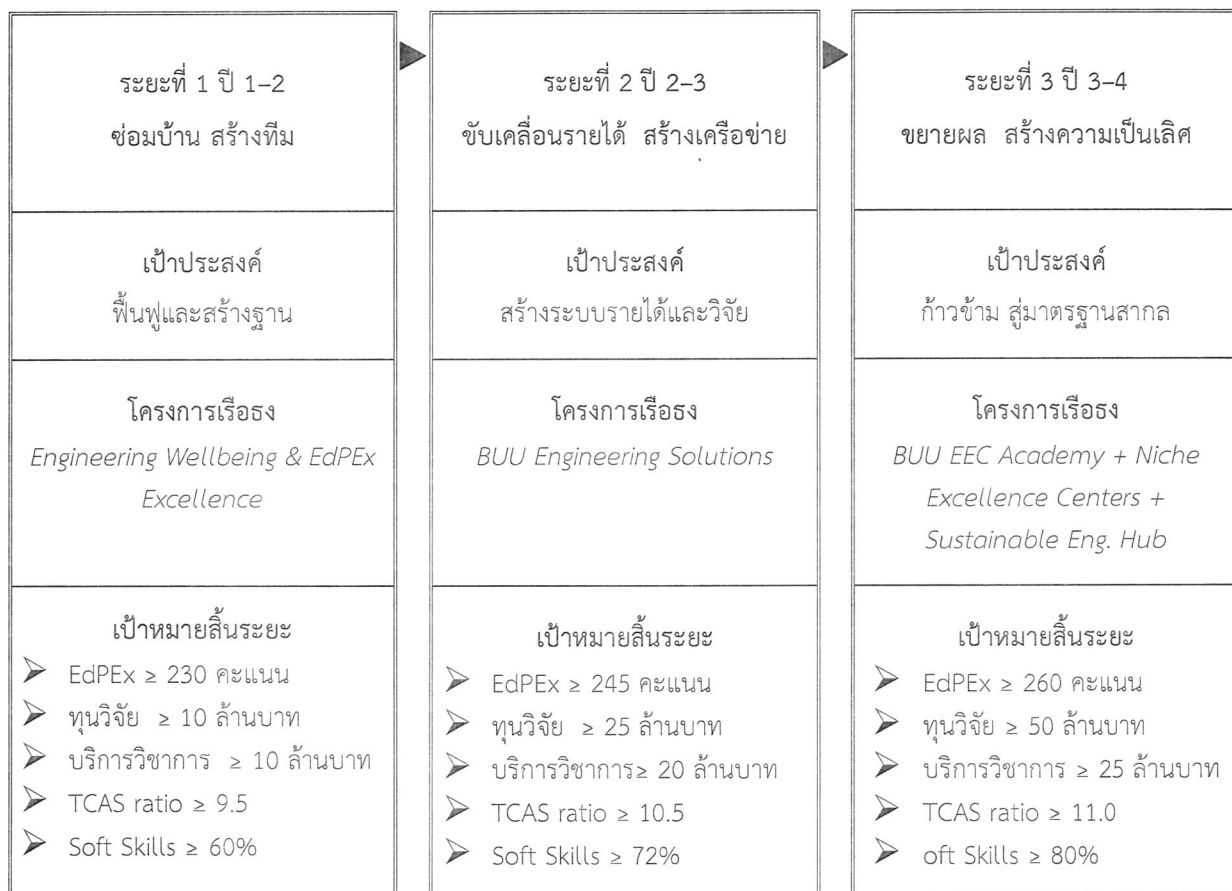 ระยะที่ 1 ปี 1–2
ซ่อมบ้าน สร้างทีม
เป้าประสงค์
ฟื้นฟูและสร้างฐาน
โครงการเรือธง
Engineering Wellbeing & EdPEx
Excellence
เป้าหมายสิ้นระยะ
➤ EdPEx ≥ 230 คะแนน
➤ ทุนวิจัย ≥ 10 ล้านบาท
➤ บริการวิชาการ ≥ 10 ล้านบาท
➤ TCAS ratio ≥ 9.5
➤ Soft Skills ≥ 60%
ระยะที่ 2 ปี 2–3
ขับเคลื่อนรายได้ สร้างเครือข่าย
เป้าประสงค์
สร้างระบบรายได้และวิจัย
โครงการเรือธง
BUU Engineering Solutions
เป้าหมายสิ้นระยะ
➤ EdPEx ≥ 245 คะแนน
➤ ทุนวิจัย ≥ 25 ล้านบาท
➤ บริการวิชาการ≥ 20 ล้านบาท
➤ TCAS ratio ≥ 10.5
➤ Soft Skills ≥ 72%
ระยะที่ 3 ปี 3–4
ขยายผล สร้างความเป็นเลิศ
เป้าประสงค์
ก้าวข้าม สู่มาตรฐานสากล
โครงการเรือธง
BUU EEC Academy + Niche
Excellence Centers +
Sustainable Eng. Hub
เป้าหมายสิ้นระยะ
➤ EdPEx ≥ 260 คะแนน
➤ ทุนวิจัย ≥ 50 ล้านบาท
➤ บริการวิชาการ ≥ 25 ล้านบาท
➤ TCAS ratio ≥ 11.0
➤ oft Skills ≥ 80%